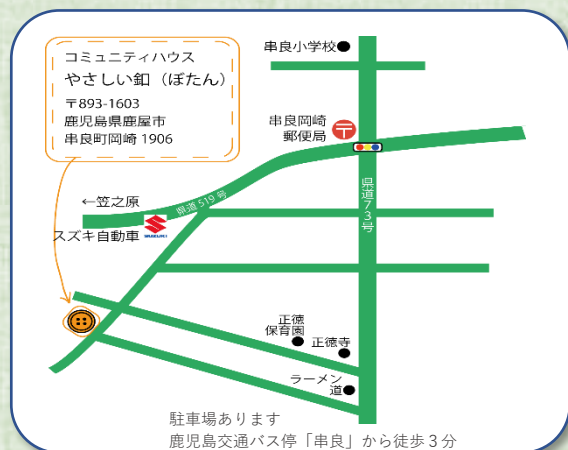 コミュニティハウス
やさしい釦（ぼたん）
〒893-1603
鹿児島県鹿屋市
串良町岡崎 1906
串良小学校
串良岡崎
郵便局
県道73号
県道 519 号
←笠之原
スズキ自動車
SUZUKI
正徳
保育園
正徳寺
ラーメン
道
駐車場あります
鹿児島交通バス停「串良」から徒歩３分